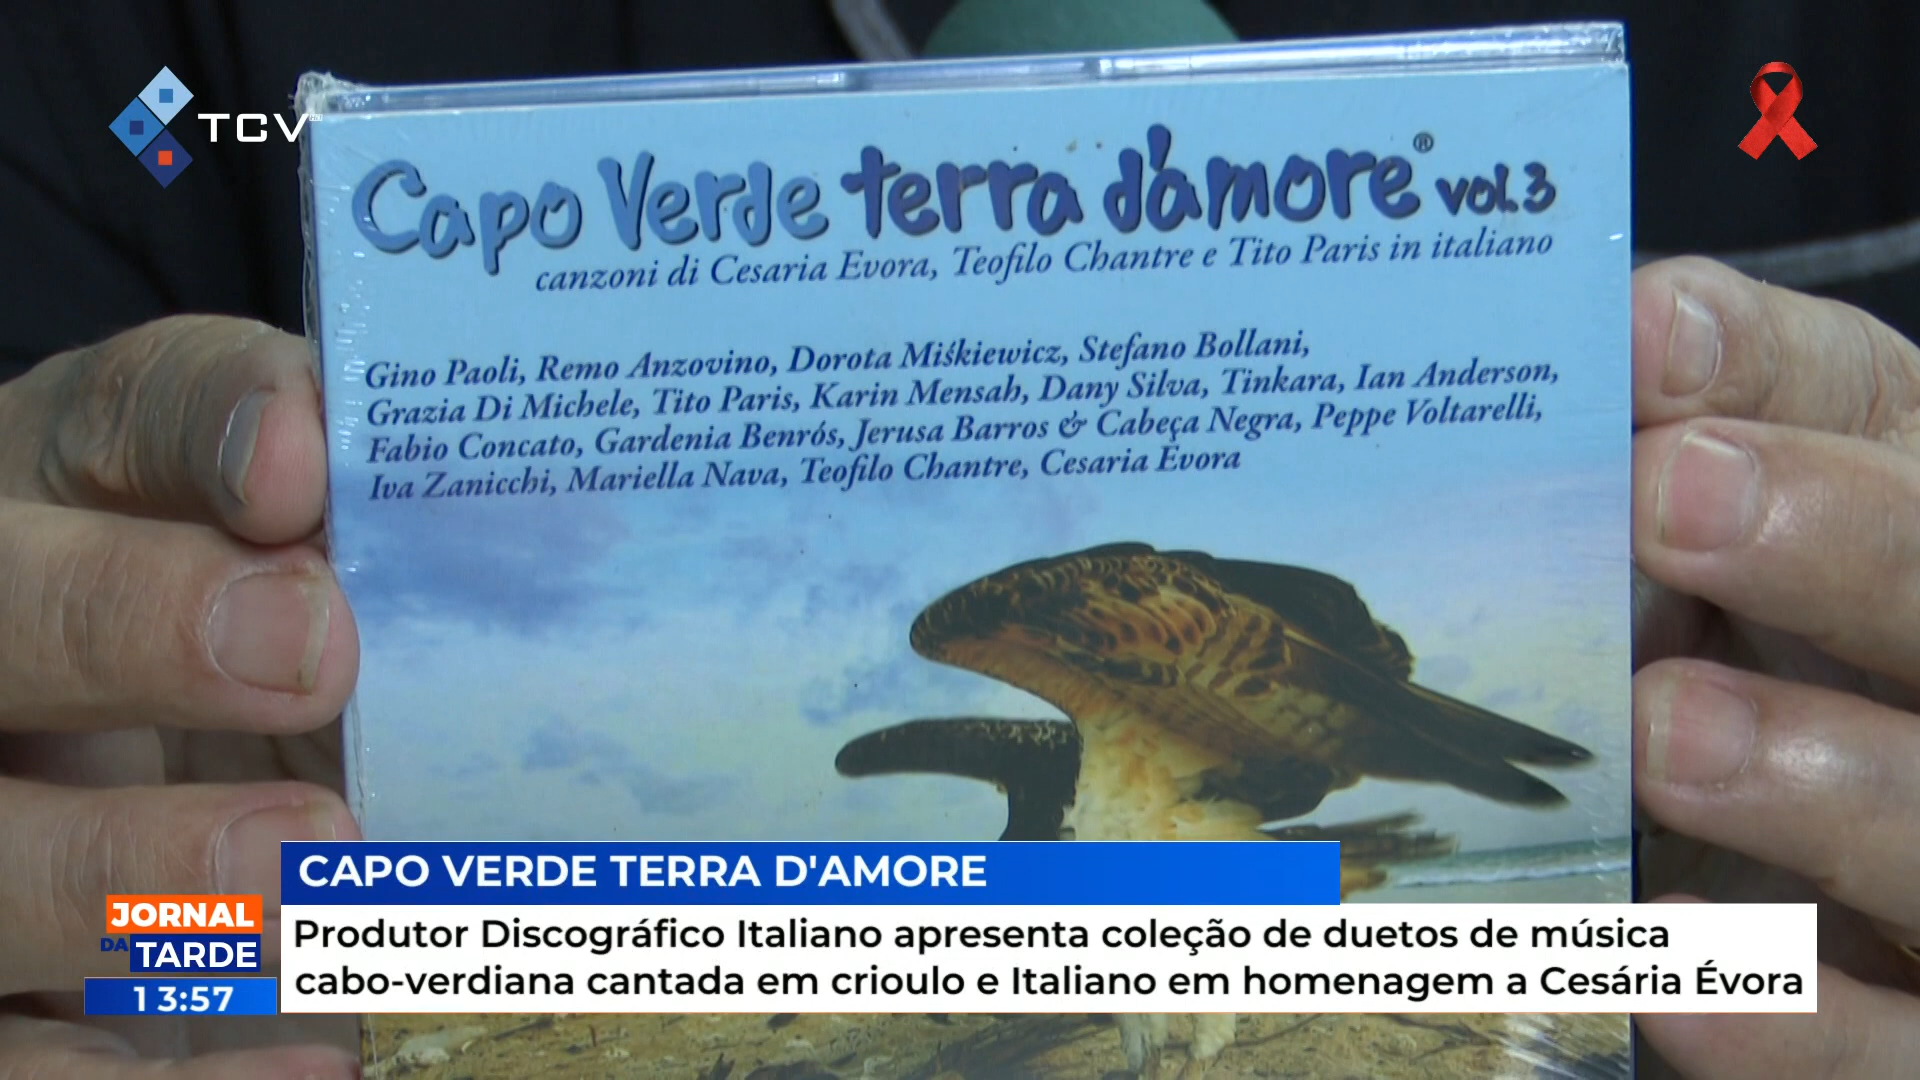 TCV
HD
Capo Verde terra d'amore® vol.3
canzoni di Cesaria Evora, Teofilo Chantre e Tito Paris in italiano
Gino Paoli, Remo Anzovino, Dorota Miśkiewicz, Stefano Bollani,
Grazia Di Michele, Tito Paris, Karin Mensah, Dany Silva, Tinkara, Ian Anderson,
Fabio Concato, Gardenia Benrós, Jerusa Barros & Cabeça Negra, Peppe Voltarelli,
Iva Zanicchi, Mariella Nava, Teofilo Chantre, Cesaria Evora
CAPO VERDE TERRA D'AMORE
JORNAL
DA TARDE
13:57
Produtor Discográfico Italiano apresenta coleção de duetos de música
cabo-verdiana cantada em crioulo e Italiano em homenagem a Cesária Évora